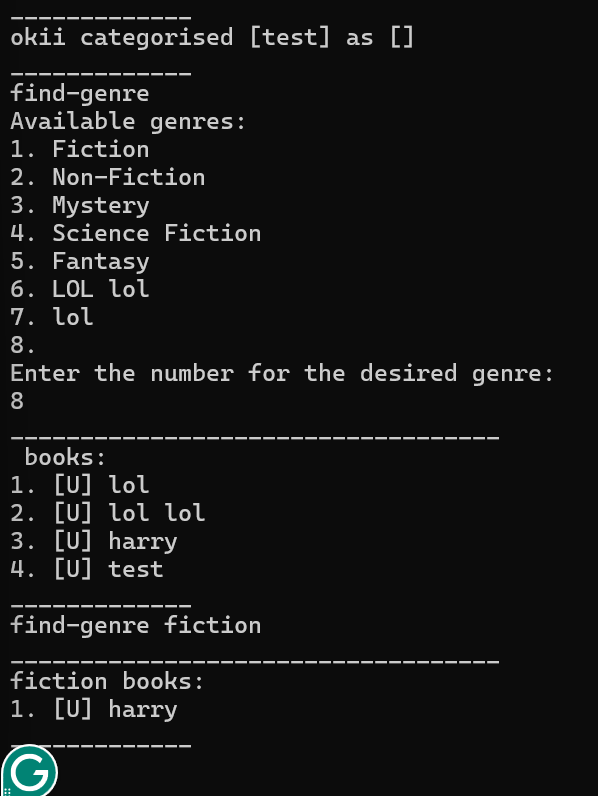 _____________
okii categorised [test] as []
_____________
find-genre
Available genres:
1. Fiction
2. Non-Fiction
3. Mystery
4. Science Fiction
5. Fantasy
6. LOL lol
7. lol
8.
Enter the number for the desired genre:
8
___________________________________
 books:
1. [U] lol
2. [U] lol lol
3. [U] harry
4. [U] test
_____________
find-genre fiction
___________________________________
fiction books:
1. [U] harry
_____________
G